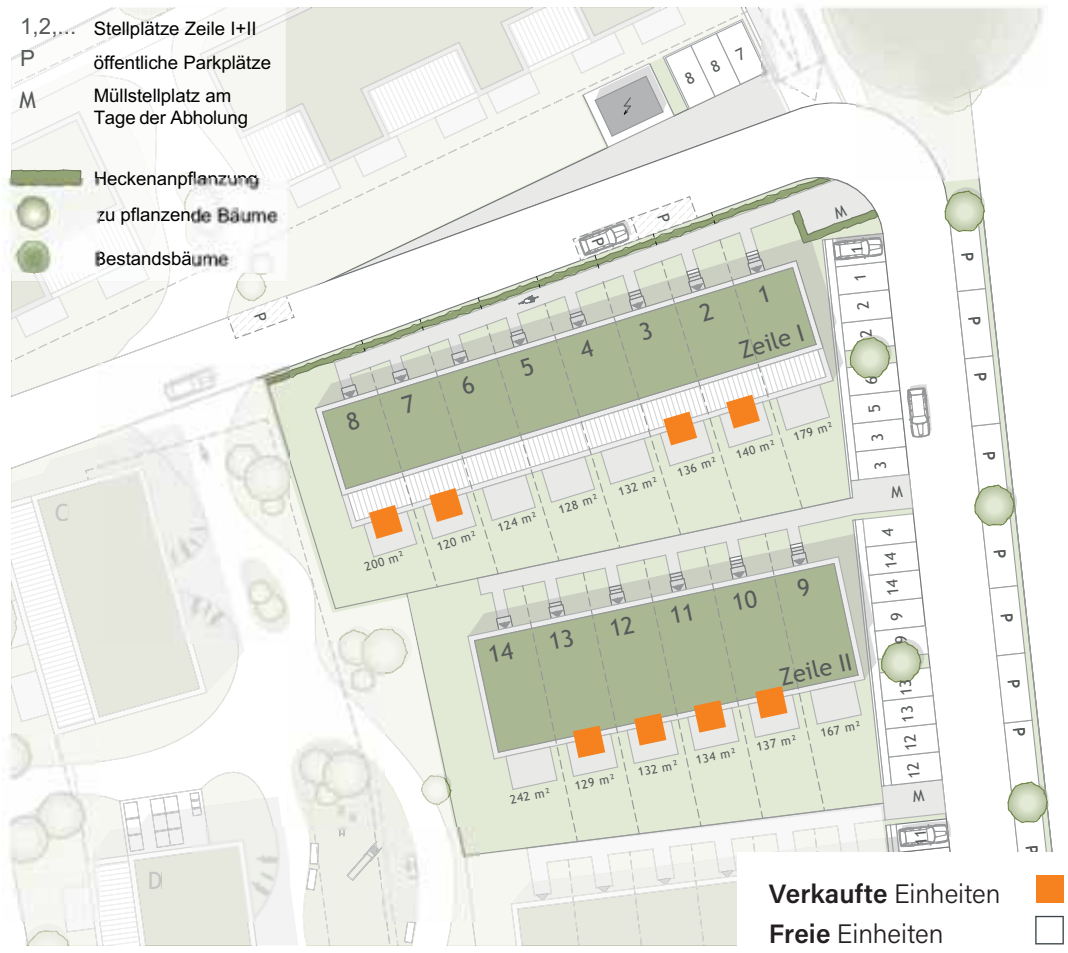 1,2,... Stellplätze Zeile I+II
P öffentliche Parkplätze
M Müllstellplatz am
Tage der Abholung
Heckenanpflanzung
zu pflanzende Bäume
Bestandsbäume
8
8
7
P
P
P
M
1
1
2
2
6
5
3
3
M
4
14
14
9
9
13
13
12
12
M
1
P
P
P
P
P
P
P
P
P
1
2
3
4
5
6
7
8
Zeile I
179 m²
140 m²
136 m²
132 m²
128 m²
124 m²
120 m²
200 m²
9
10
11
12
13
14
Zeile II
167 m²
137 m²
134 m²
132 m²
129 m²
242 m²
C
D
Verkaufte Einheiten
Freie Einheiten